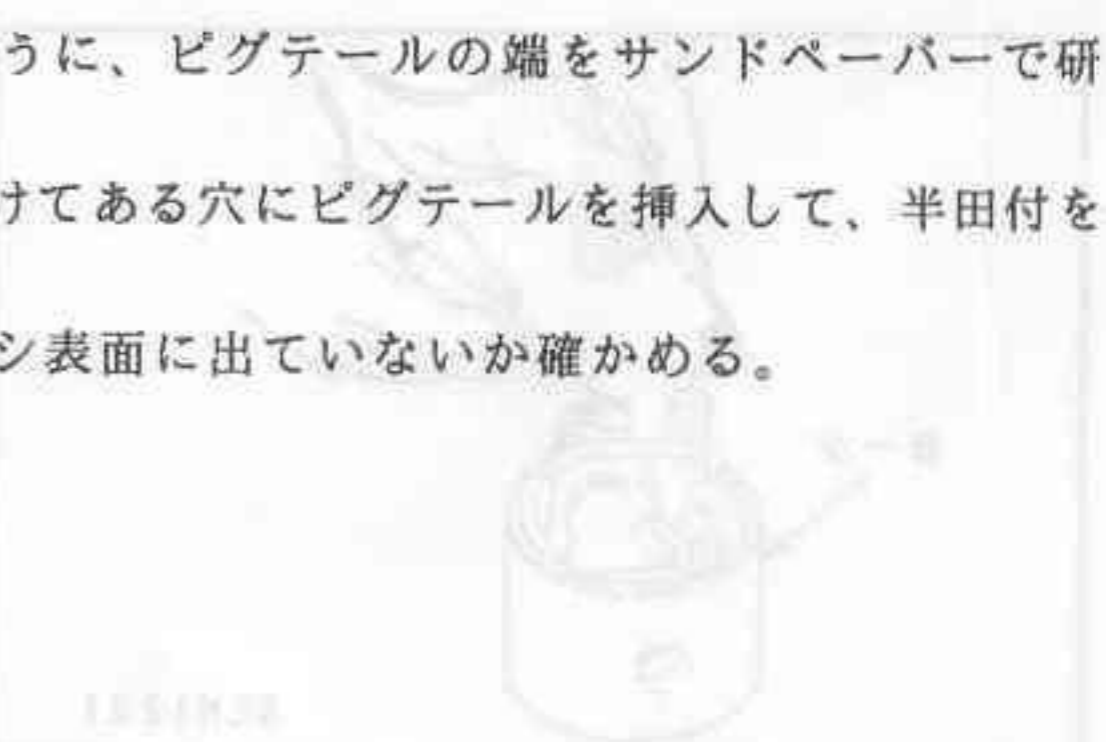 うに、ピグテールの端をサンドペーパーで研
けてある穴にピグテールを挿入して、半田付を
シ表面に出ていないか確かめる。